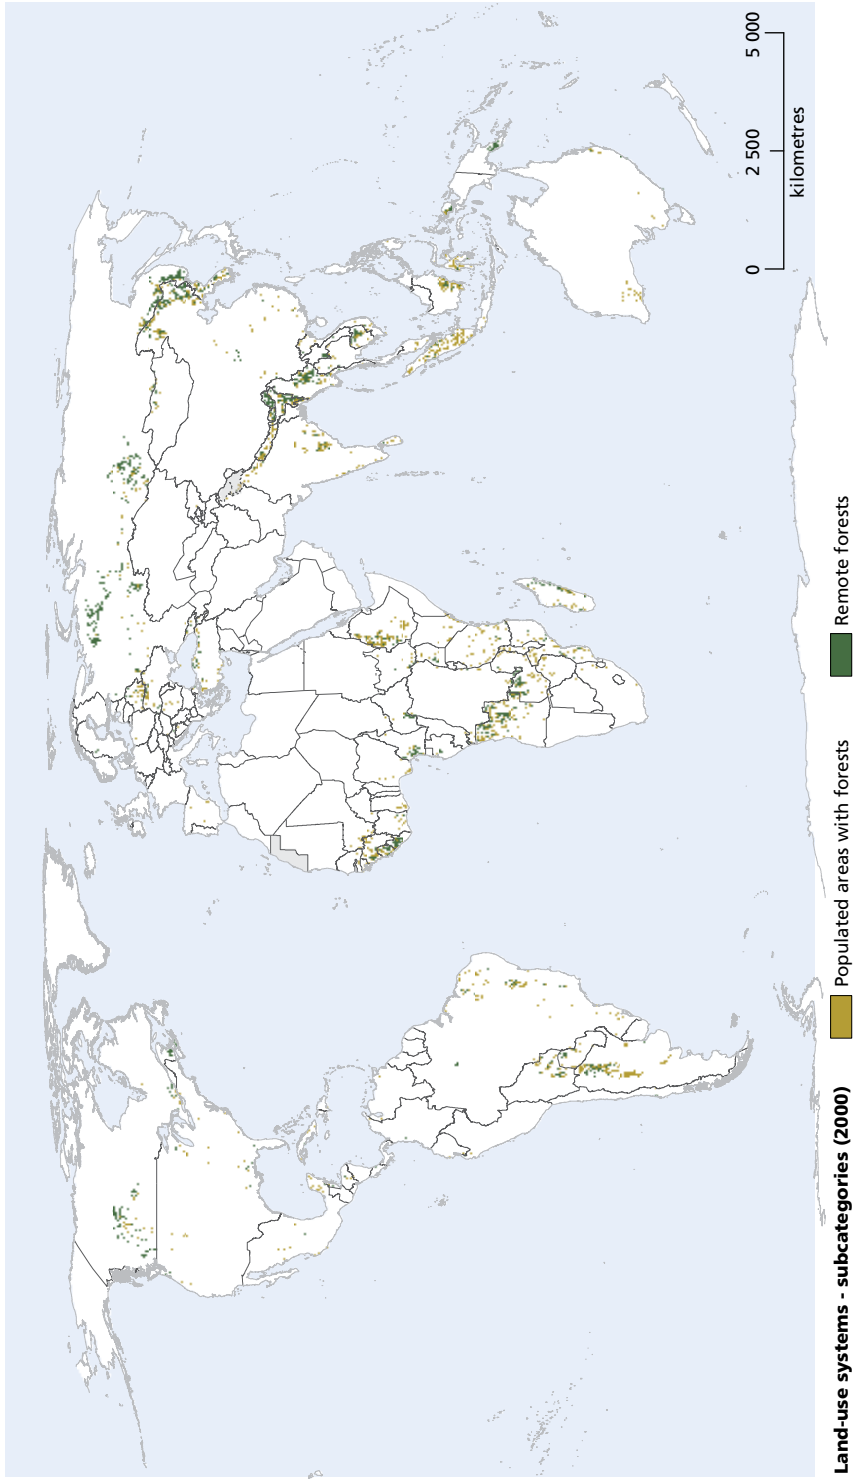 0 2 500 5 000
kilometres
Land-use systems - subcategories (2000) Populated areas with forests Remote forests